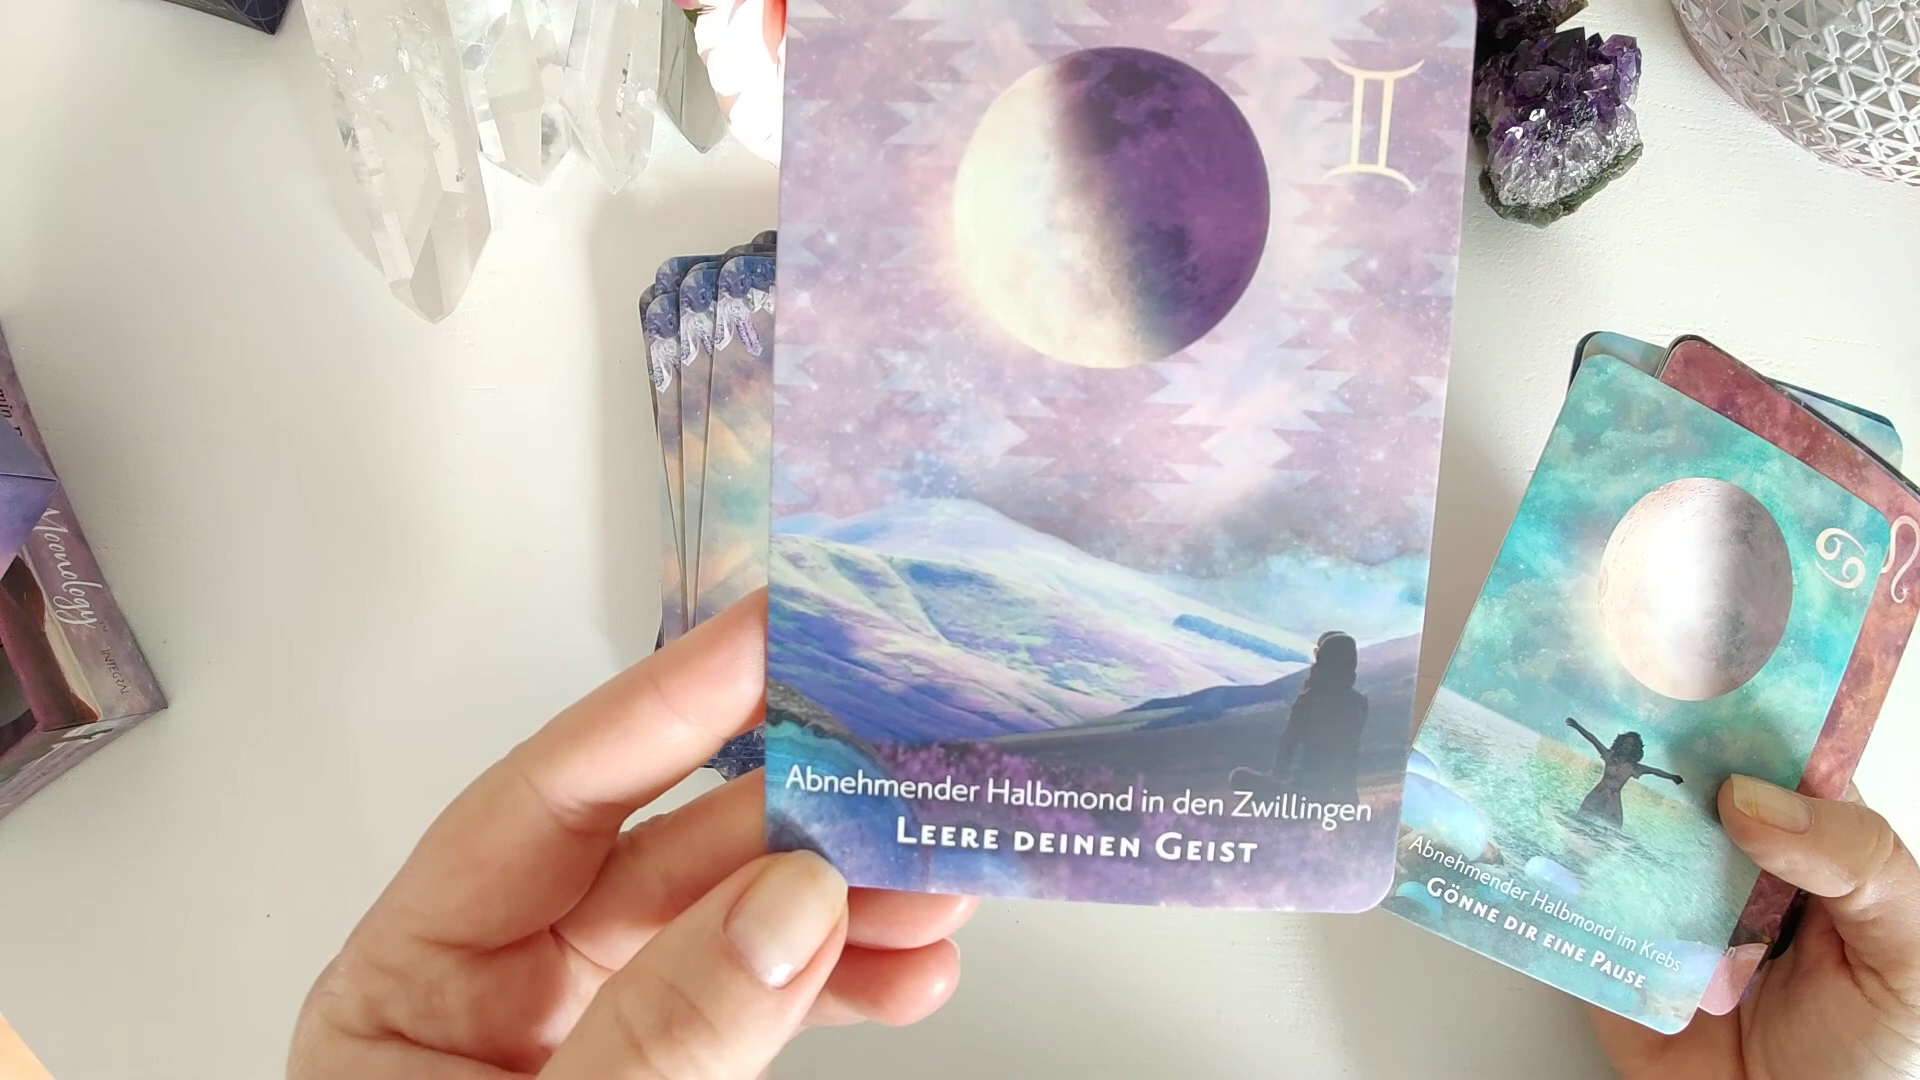 Abnehmender Halbmond in den Zwillingen
Leere deinen Geist
Abnehmender Halbmond im Krebs
Gönne dir eine Pause
Moonology
INTEGRAL